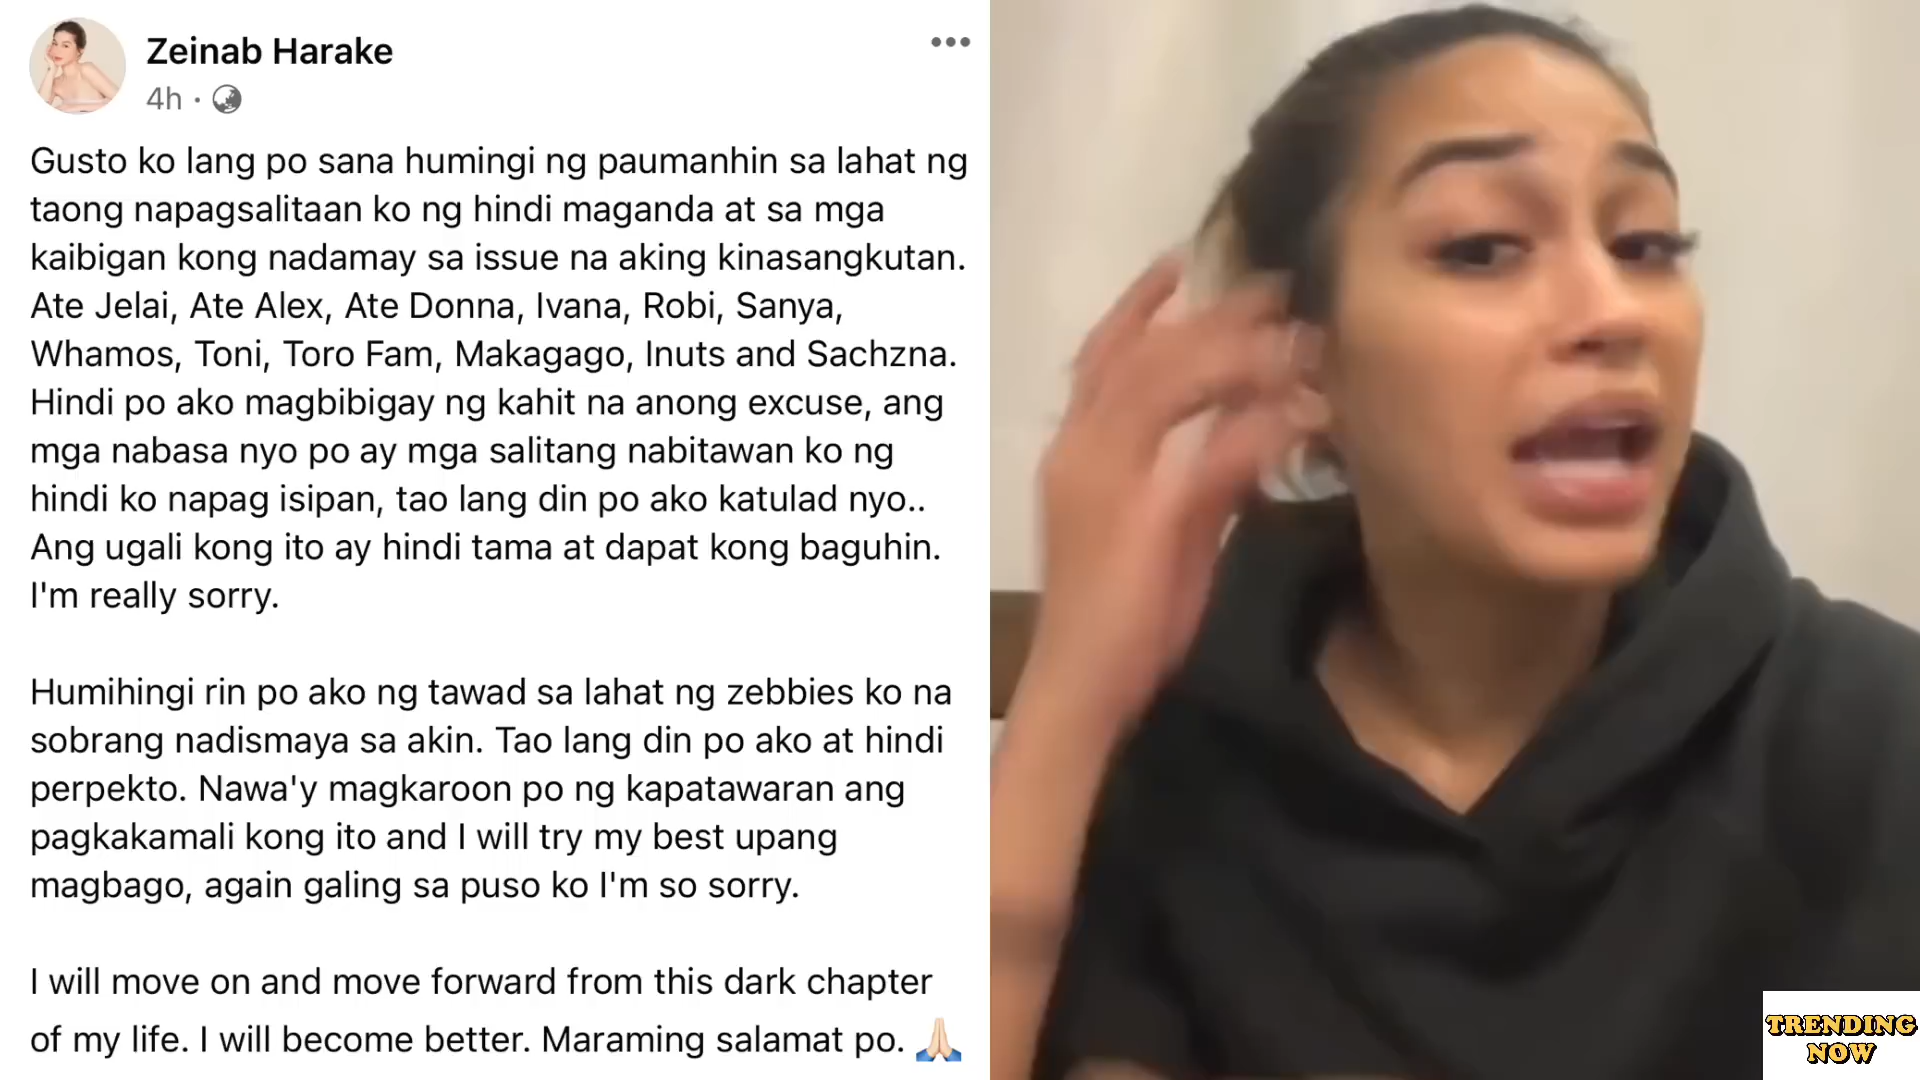 Zeinab Harake
4h ·
Gusto ko lang po sana humingi ng paumanhin sa lahat ng
taong napagsalitaan ko ng hindi maganda at sa mga
kaibigan kong nadamay sa issue na aking kinasangkutan.
Ate Jelai, Ate Alex, Ate Donna, Ivana, Robi, Sanya,
Whamos, Toni, Toro Fam, Makagago, Inuts and Sachzna.
Hindi po ako magbibigay ng kahit na anong excuse, ang
mga nabasa nyo po ay mga salitang nabitawan ko ng
hindi ko napag isipan, tao lang din po ako katulad nyo..
Ang ugali kong ito ay hindi tama at dapat kong baguhin.
I'm really sorry.
Humihingi rin po ako ng tawad sa lahat ng zebbies ko na
sobrang nadismaya sa akin. Tao lang din po ako at hindi
perpekto. Nawa'y magkaroon po ng kapatawaran ang
pagkakamali kong ito and I will try my best upang
magbago, again galing sa puso ko I'm so sorry.
I will move on and move forward from this dark chapter
of my life. I will become better. Maraming salamat po. 🙏🏻
TRENDING
NOW